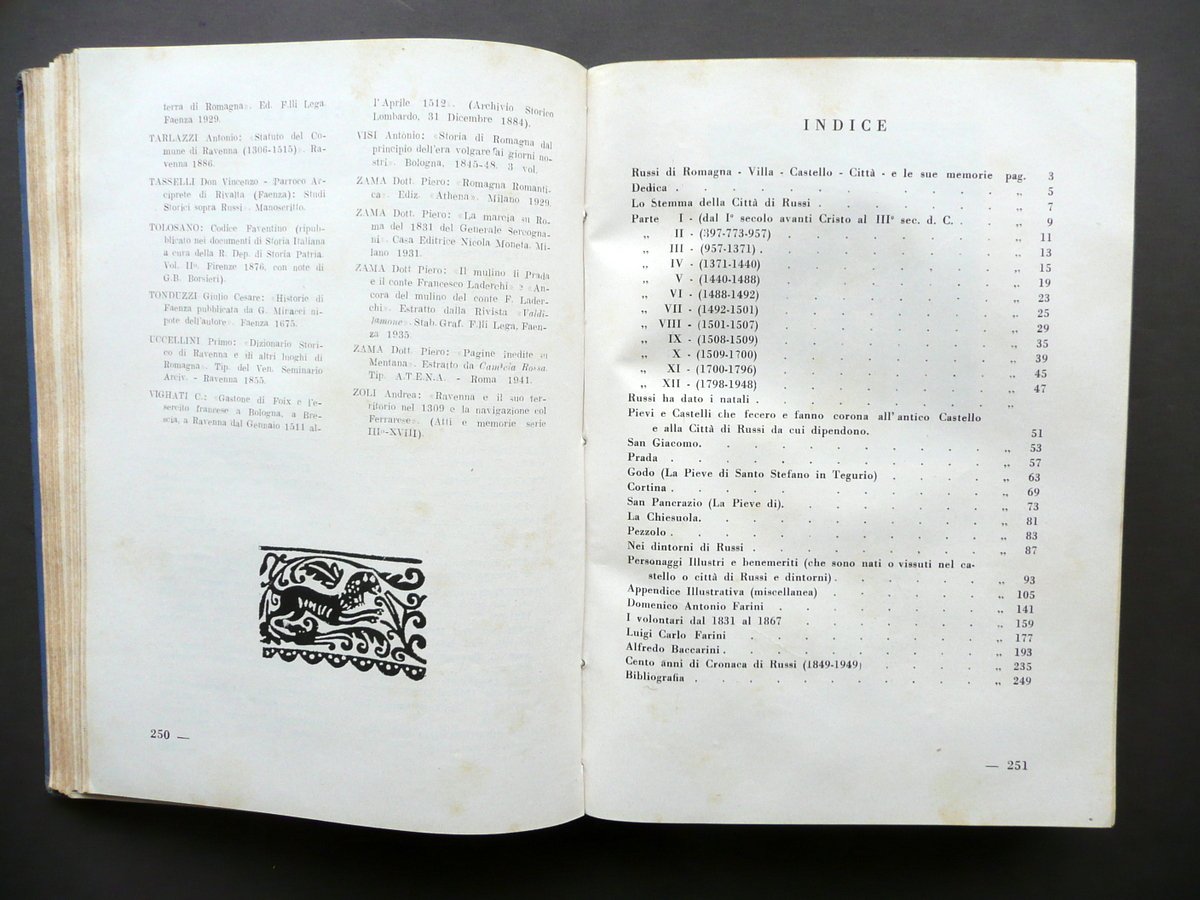 terra di Romagna». Ed. F.lli Lega.
Faenza 1929.
TARLAZZI Antonio: «Statuto del Co-
mune di Ravenna (1306-1515)». Ra-
venna 1886.
TASSELLI Don Vincenzo - Parroco Ar-
ciprete di Rivalta (Faenza): Studi
Storici sopra Russi». Manoscritto.
TOLOSANO: Codice Faventino (ripub-
blicato nei documenti di Storia Italiana
a cura della R. Dep. di Storia Patria.
Vol. IIº. Firenze 1876, con note di
G.B. Borsieri).
TONDUZZI Giulio Cesare: «Historie di
Faenza pubblicata da G. Minacci ni-
pote dell'autore». Faenza 1675.
UCCELLINI Primo: «Dizionario Stori-
co di Ravenna e di altri luoghi di
Romagna». Tip. del Ven. Seminario
Arciv. - Ravenna 1855.
VIGHATI C.: «Gastone di Foix e l'e-
sercito francese a Bologna, a Bre-
scia, a Ravenna dal Gennaio 1511 al-
l'Aprile 1512». (Archivio Storico
Lombardo, 31 Dicembre 1884).
VISI Antonio: «Storia di Romagna dal
principio dell'era volgare ai giorni no-
stri». Bologna, 1845-48. 3 vol.
ZAMA Dott. Piero: «Romagna Romanti-
ca». Ediz. «Athena». Milano 1929.
ZAMA Dott. Piero: «La marcia su Ro-
ma del 1831 del Generale Sercogna-
ni». Casa Editrice Nicola Moneta. Mi-
lano 1931.
ZAMA Dott. Piero: «Il mulino di Prada
e il conte Francesco Laderchi» e «An-
cora del mulino del conte F. Lader-
chi». Estratto dalla Rivista «Valdi-
lamone». Stab. Graf. F.lli Lega, Faen-
za 1935.
ZAMA Dott. Piero: «Pagine inedite di
Mentana». Estratto da Camicia Rossa.
Tip. A.T.E.N.A. - Roma 1941.
ZOLI Andrea: «Ravenna e il suo ter-
ritorio nel 1309 e la navigazione col
Ferrarese». (Atti e memorie serie
IIIª-XVIII).
250 —
INDICE
Russi di Romagna - Villa - Castello - Città - e le sue memorie pag. 3
Dedica . . . . . . . . . . . „ 5
Lo Stemma della Città di Russi . . . . . . . „ 7
Parte I - (dal Iº secolo avanti Cristo al IIIº sec. d. C. . . „ 9
„ II - (397-773-957) . . . . . . . „ 11
„ III - (957-1371) . . . . . . . . „ 13
„ IV - (1371-1440) . . . . . . . „ 15
„ V - (1440-1488) . . . . . . . „ 19
„ VI - (1488-1492) . . . . . . . „ 23
„ VII - (1492-1501) . . . . . . . „ 25
„ VIII - (1501-1507) . . . . . . . „ 29
„ IX - (1508-1509) . . . . . . . „ 35
„ X - (1509-1700) . . . . . . . „ 39
„ XI - (1700-1796) . . . . . . . „ 45
„ XII - (1798-1948) . . . . . . . „ 47
Russi ha dato i natali . . . . . . . . . „
Pievi e Castelli che fecero e fanno corona all'antico Castello
e alla Città di Russi da cui dipendono. . . . . . 51
San Giacomo. . . . . . . . . . „ 53
Prada . . . . . . . . . . . „ 57
Godo (La Pieve di Santo Stefano in Tegurio) . . . . „ 63
Cortina . . . . . . . . . . „ 69
San Pancrazio (La Pieve di). . . . . . . . „ 73
La Chiesuola. . . . . . . . . . „ 81
Pezzolo . . . . . . . . . . . „ 83
Nei dintorni di Russi . . . . . . . . . „ 87
Personaggi Illustri e benemeriti (che sono nati o vissuti nel ca-
stello o città di Russi e dintorni) . . . . . . „ 93
Appendice Illustrativa (miscellanea) . . . . . . „ 105
Domenico Antonio Farini . . . . . . . „ 141
I volontari dal 1831 al 1867 . . . . . . . „ 159
Luigi Carlo Farini . . . . . . . . „ 177
Alfredo Baccarini . . . . . . . . . „ 193
Cento anni di Cronaca di Russi (1849-1949) . . . . . „ 235
Bibliografia . . . . . . . . . . „ 249
— 251